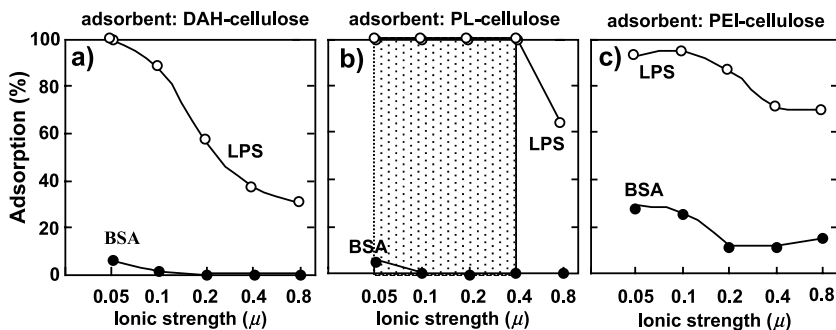 adsorbent: DAH-cellulose
adsorbent: PL-cellulose
adsorbent: PEI-cellulose
Adsorption (%)
100
80
60
40
20
0
a)
LPS
BSA
0.05 0.1 0.2 0.4 0.8
Ionic strength (μ)
b)
LPS
BSA
0.05 0.1 0.2 0.4 0.8
Ionic strength (μ)
c)
LPS
BSA
0.05 0.1 0.2 0.4 0.8
Ionic strength (μ)